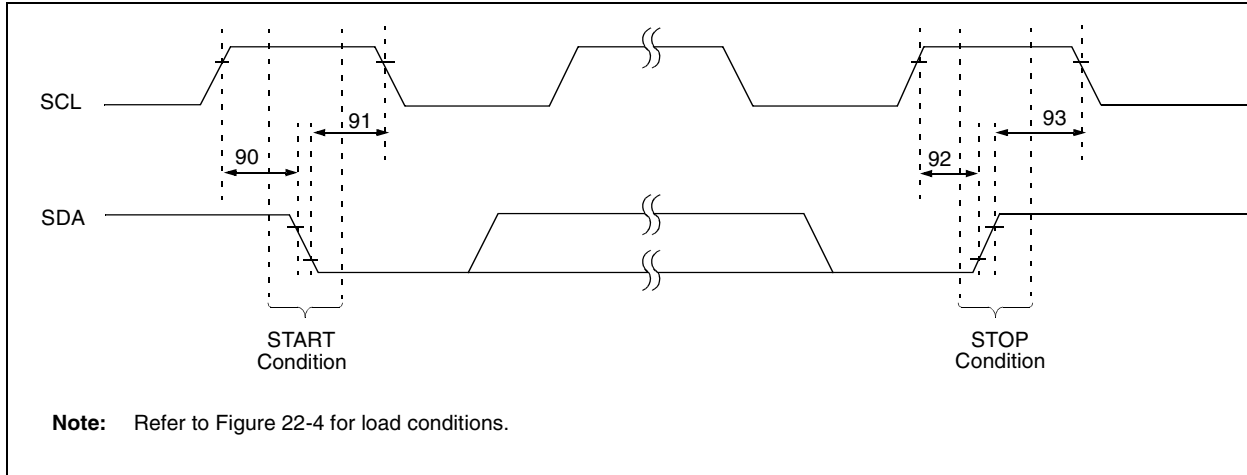 SCL
91
93
90
92
SDA
START
Condition
STOP
Condition
Note: Refer to Figure 22-4 for load conditions.